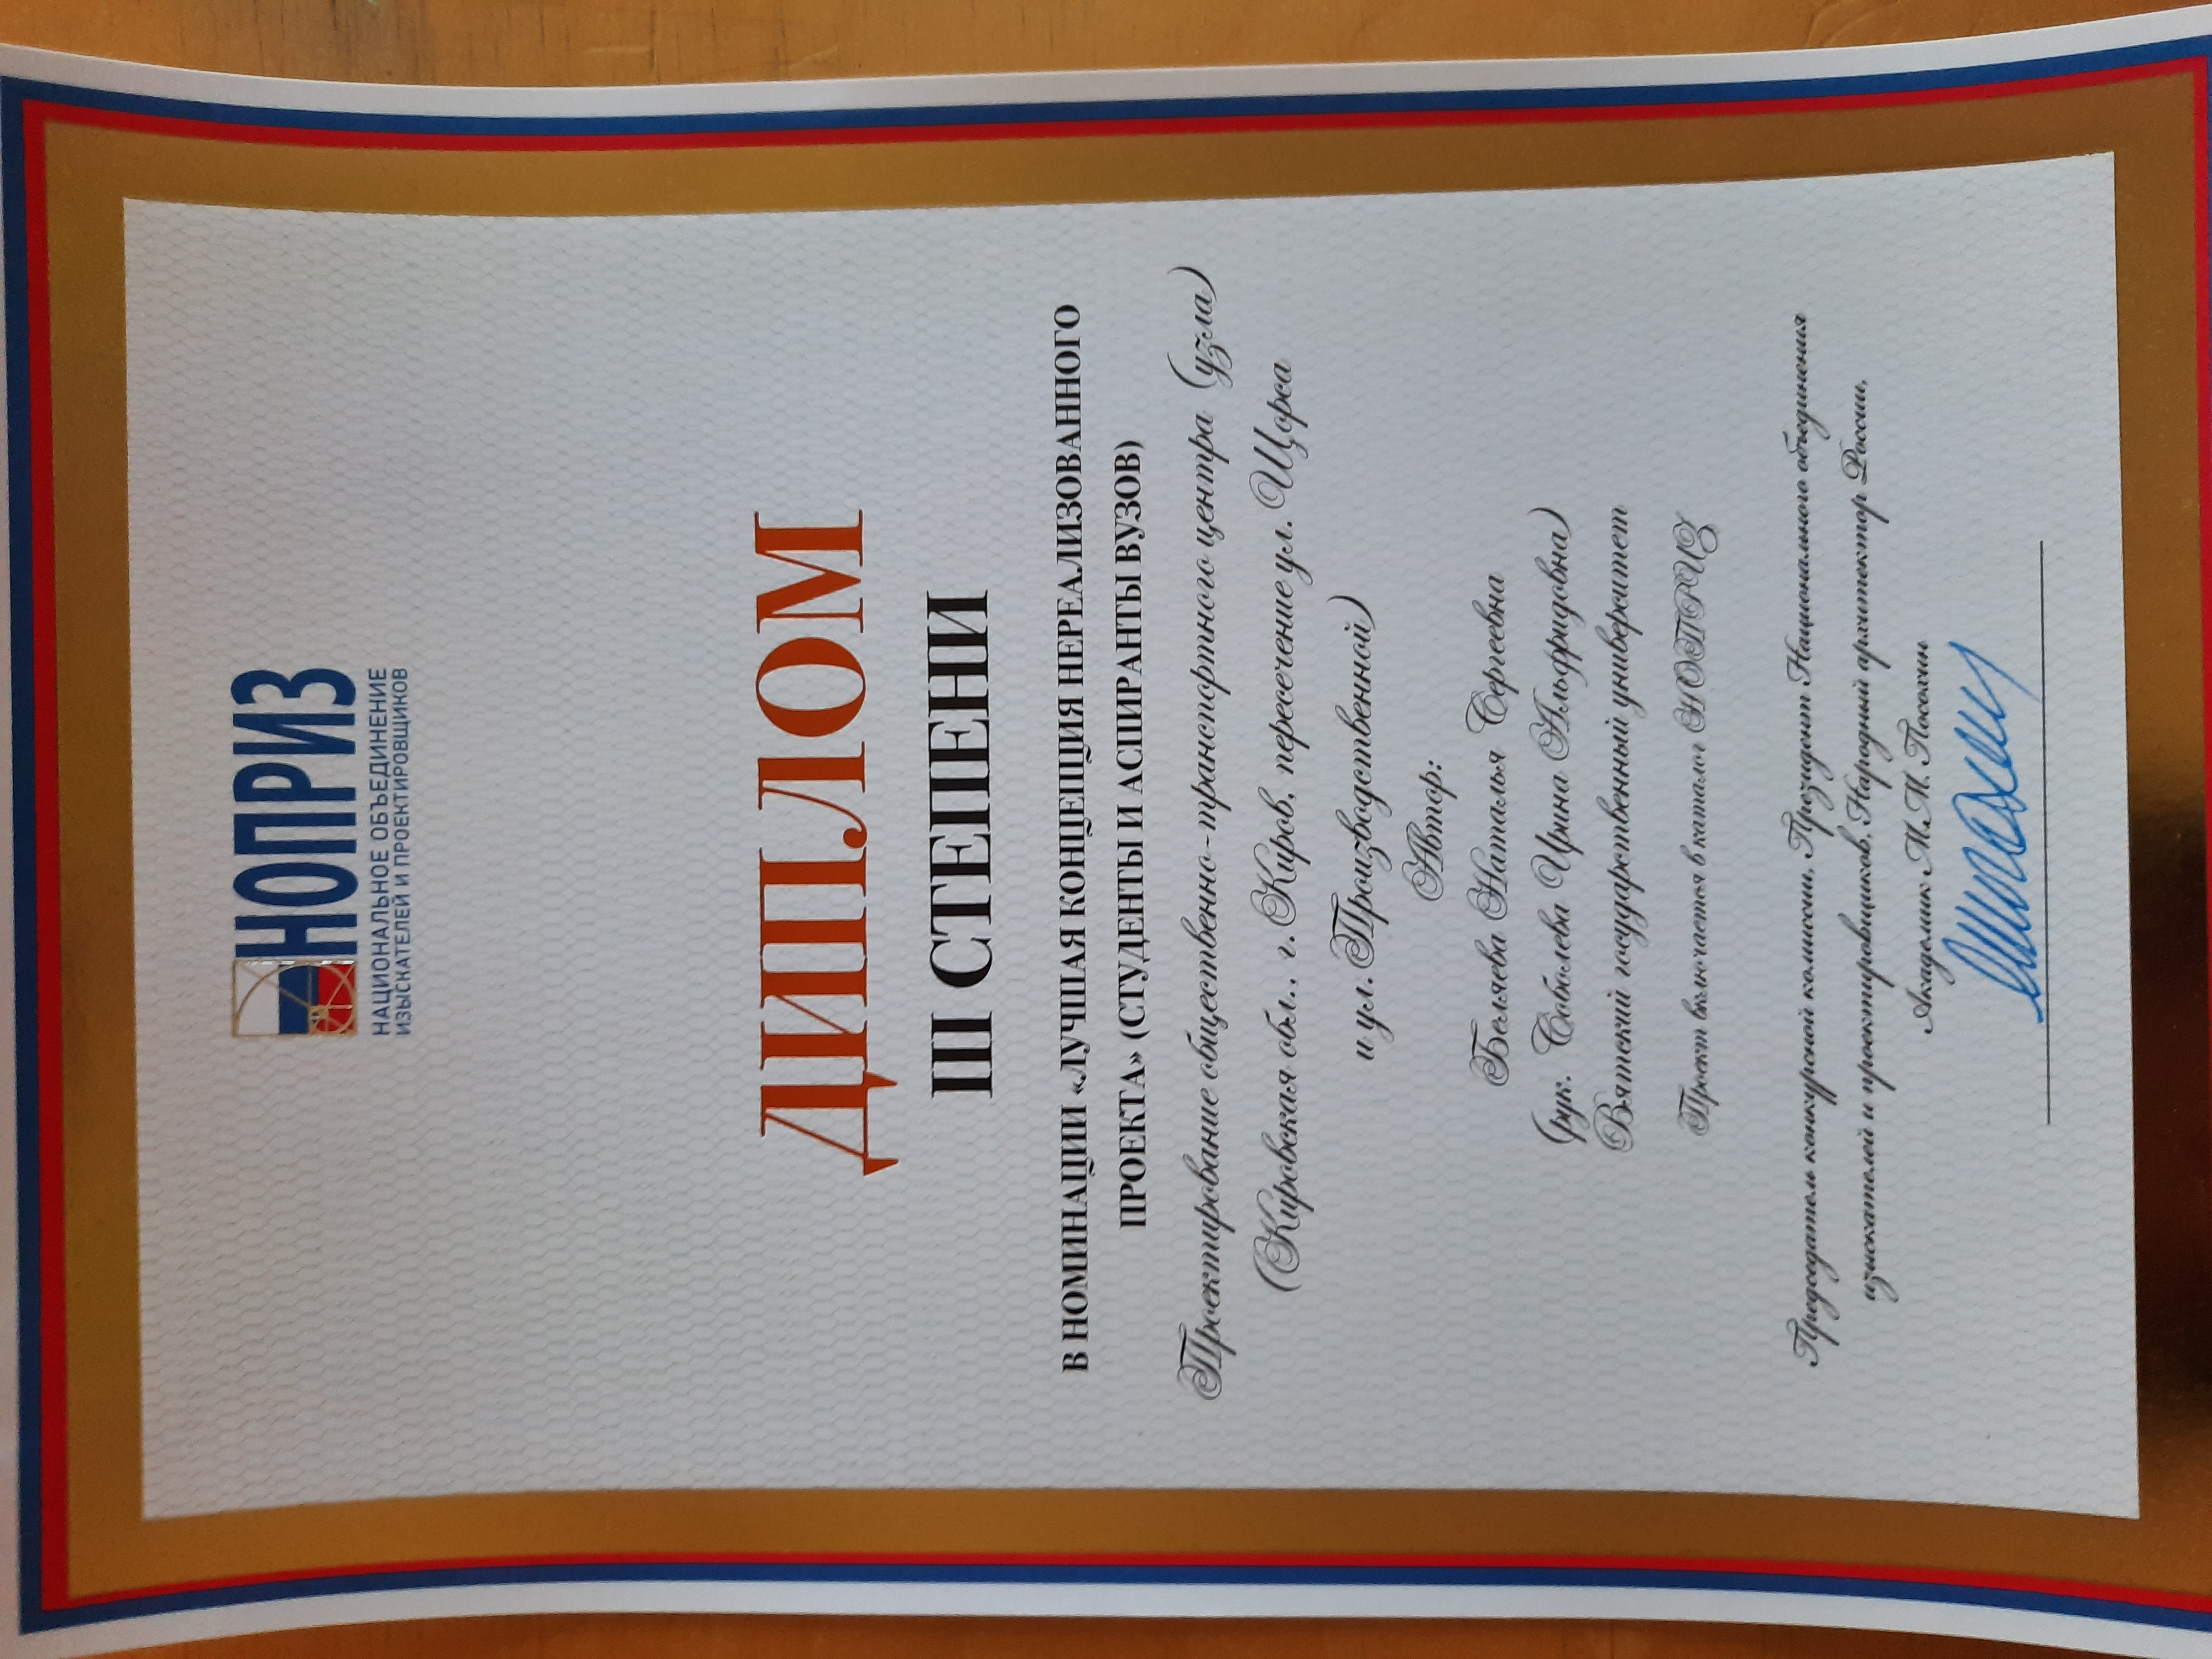 НОПРИЗ
НАЦИОНАЛЬНОЕ ОБЪЕДИНЕНИЕ
ИЗЫСКАТЕЛЕЙ И ПРОЕКТИРОВЩИКОВ
ДИПЛОМ
III СТЕПЕНИ
В НОМИНАЦИИ «ЛУЧШАЯ КОНЦЕПЦИЯ НЕРЕАЛИЗОВАННОГО
ПРОЕКТА» (СТУДЕНТЫ И АСПИРАНТЫ ВУЗОВ)
Проектирование общественно-транспортного центра (узла)
(Кировская обл., г. Киров, пересечение ул. Щорса
и ул. Производственной)
Автор:
Беляева Наталья Сергеевна
(рук. Соболева Ирина Альфридовна)
Вятский государственный университет
Проект включается в каталог НОПРИЗ
Председатель конкурсной комиссии, Президент Национального объединения
изыскателей и проектировщиков, Народный архитектор России,
Академик М.М. Посохин